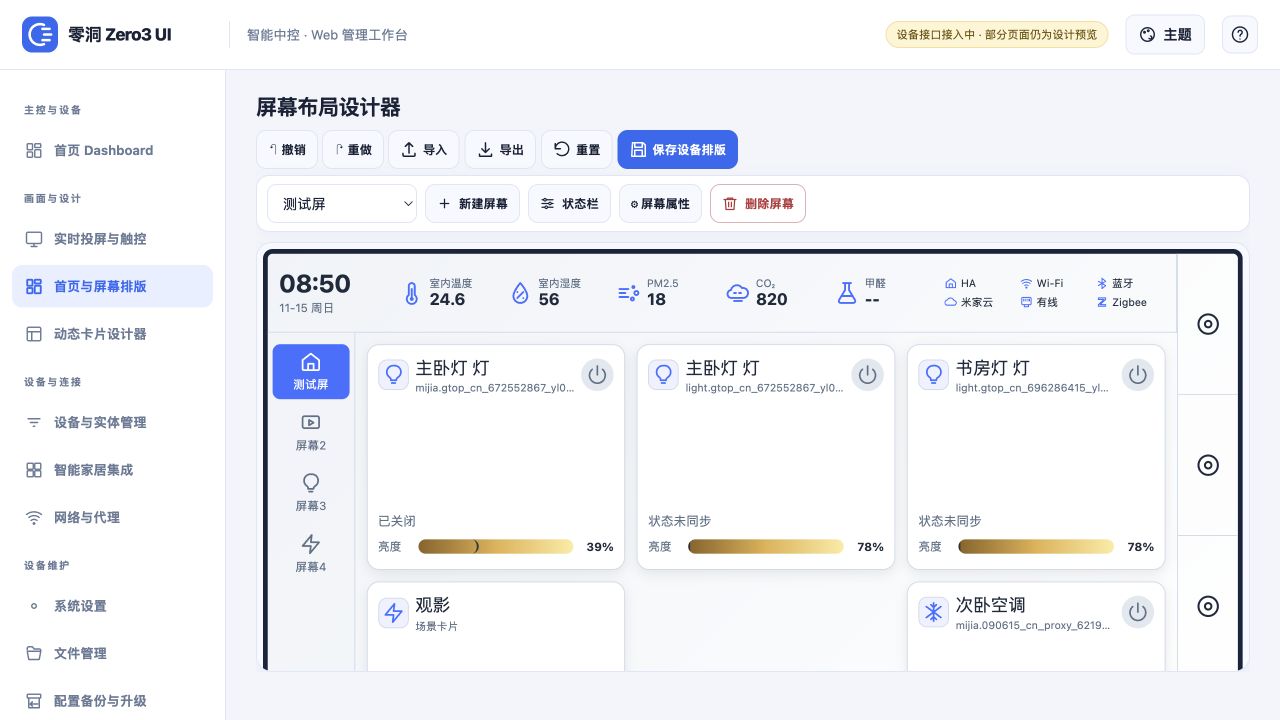 零洞 Zero3 UI
智能中控 · Web 管理工作台
设备接口接入中 · 部分页面仍为设计预览
主题
主控与设备
首页 Dashboard
画面与设计
实时投屏与触控
首页与屏幕排版
动态卡片设计器
设备与连接
设备与实体管理
智能家居集成
网络与代理
设备维护
系统设置
文件管理
配置备份与升级
屏幕布局设计器
撤销
重做
导入
导出
重置
保存设备排版
测试屏
新建屏幕
状态栏
屏幕属性
删除屏幕
08:50
11-15 周日
室内温度
24.6
室内湿度
56
PM2.5
18
CO₂
820
甲醛
--
HA
Wi-Fi
蓝牙
米家云
有线
Zigbee
测试屏
屏幕2
屏幕3
屏幕4
主卧灯 灯
mijia.gtop_cn_672552867_yl0...
已关闭
亮度
39%
主卧灯 灯
light.gtop_cn_672552867_yl0...
状态未同步
亮度
78%
书房灯 灯
light.gtop_cn_696286415_yl...
状态未同步
亮度
78%
观影
场景卡片
次卧空调
mijia.090615_cn_proxy_6219...